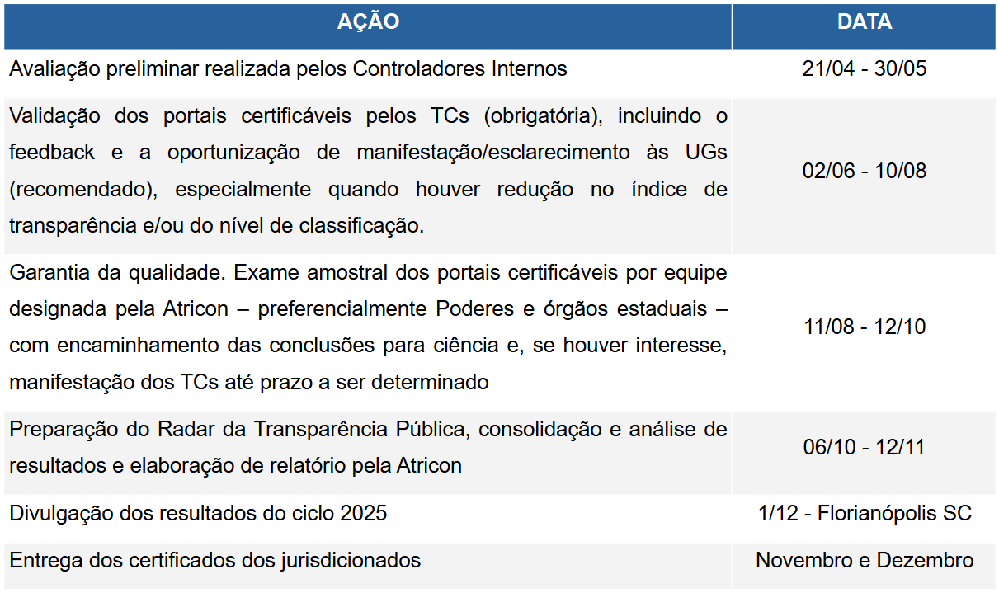 AÇÃO DATA
Avaliação preliminar realizada pelos Controladores Internos 21/04 - 30/05
Validação dos portais certificáveis pelos TCs (obrigatória), incluindo o
feedback e a oportunização de manifestação/esclarecimento às UGs
(recomendado), especialmente quando houver redução no índice de
transparência e/ou do nível de classificação.
02/06 - 10/08
Garantia da qualidade. Exame amostral dos portais certificáveis por equipe
designada pela Atricon – preferencialmente Poderes e órgãos estaduais –
com encaminhamento das conclusões para ciência e, se houver interesse,
manifestação dos TCs até prazo a ser determinado
11/08 - 12/10
Preparação do Radar da Transparência Pública, consolidação e análise de
resultados e elaboração de relatório pela Atricon
06/10 - 12/11
Divulgação dos resultados do ciclo 2025 1/12 - Florianópolis SC
Entrega dos certificados dos jurisdicionados Novembro e Dezembro